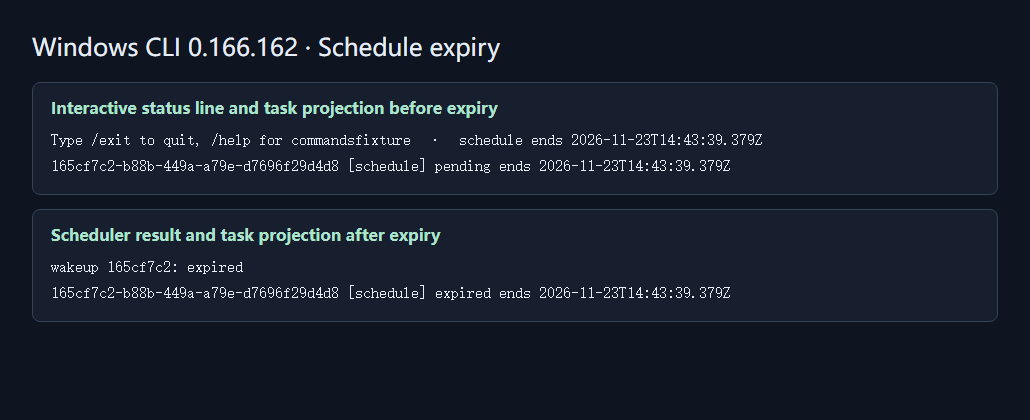 Windows CLI 0.166.162 · Schedule expiry
Interactive status line and task projection before expiry
Type /exit to quit, /help for commandsfixture · schedule ends 2026-11-23T14:43:39.379Z
165cf7c2-b88b-449a-a79e-d7696f29d4d8 [schedule] pending ends 2026-11-23T14:43:39.379Z
Scheduler result and task projection after expiry
wakeup 165cf7c2: expired
165cf7c2-b88b-449a-a79e-d7696f29d4d8 [schedule] expired ends 2026-11-23T14:43:39.379Z